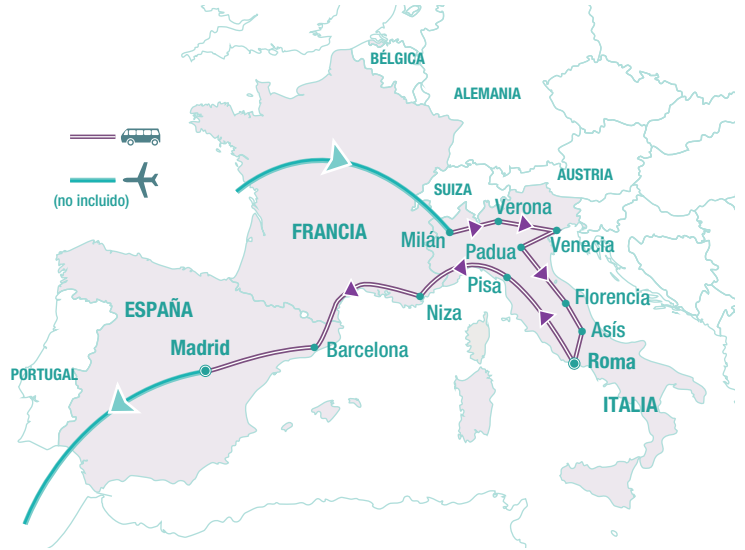 BÉLGICA
ALEMANIA
(no incluido)
SUIZA
AUSTRIA
Verona
FRANCIA
Milán
Padua
Venecia
Pisa
ESPAÑA
Niza
Florencia
Asís
Madrid
Barcelona
Roma
PORTUGAL
ITALIA